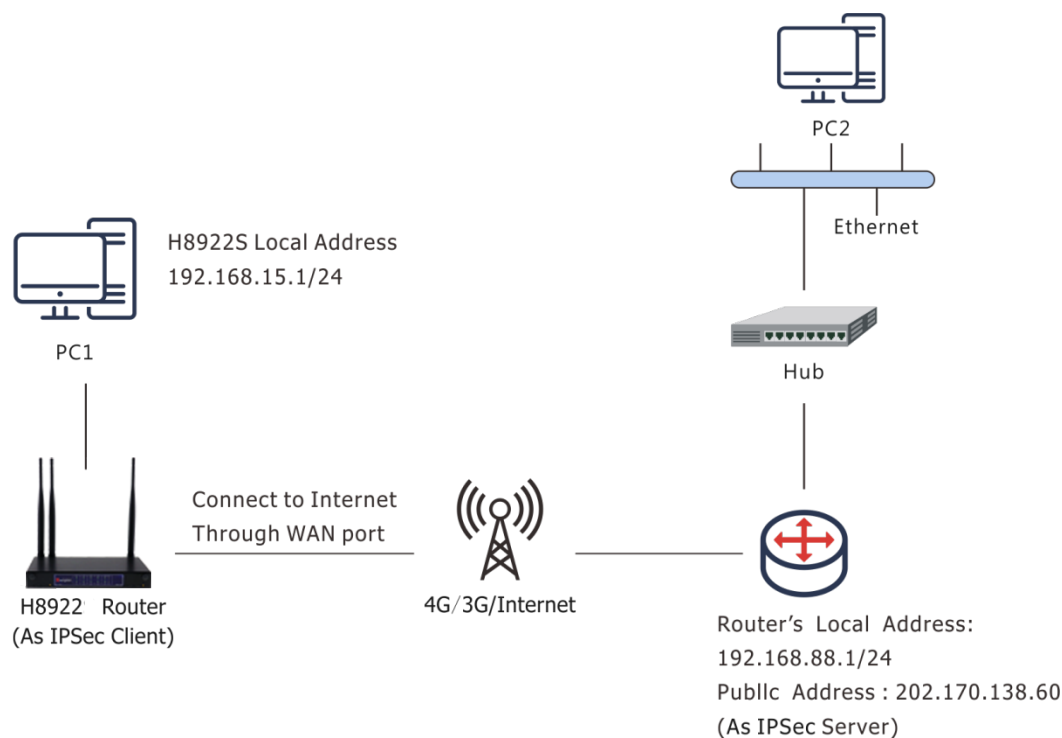 PC2
Ethernet
H8922S Local Address
192.168.15.1/24
PC1
Hub
Connect to Internet
Through WAN port
H8922 Router
(As IPSec Client)
4G/3G/Internet
Router's Local Address:
192.168.88.1/24
Publlc Address : 202.170.138.60
(As IPSec Server)